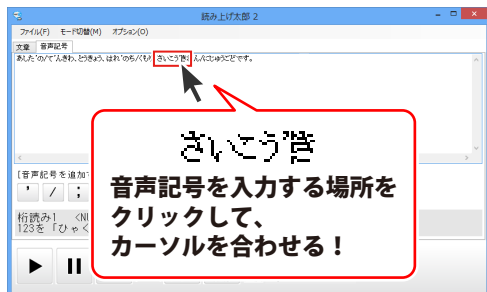 読み上げ太郎 2
ファイル(F) モード切替(M) オプション(O)
文章 音声記号
あした'の/て'んきわ、とうきょう、はれ'のち/くも
さいこう'き
[音声記号を追加
' / ;
桁読み1 <N
123を「ひゃく
さいこう'き
音声記号を入力する場所を
クリックして、
カーソルを合わせる！